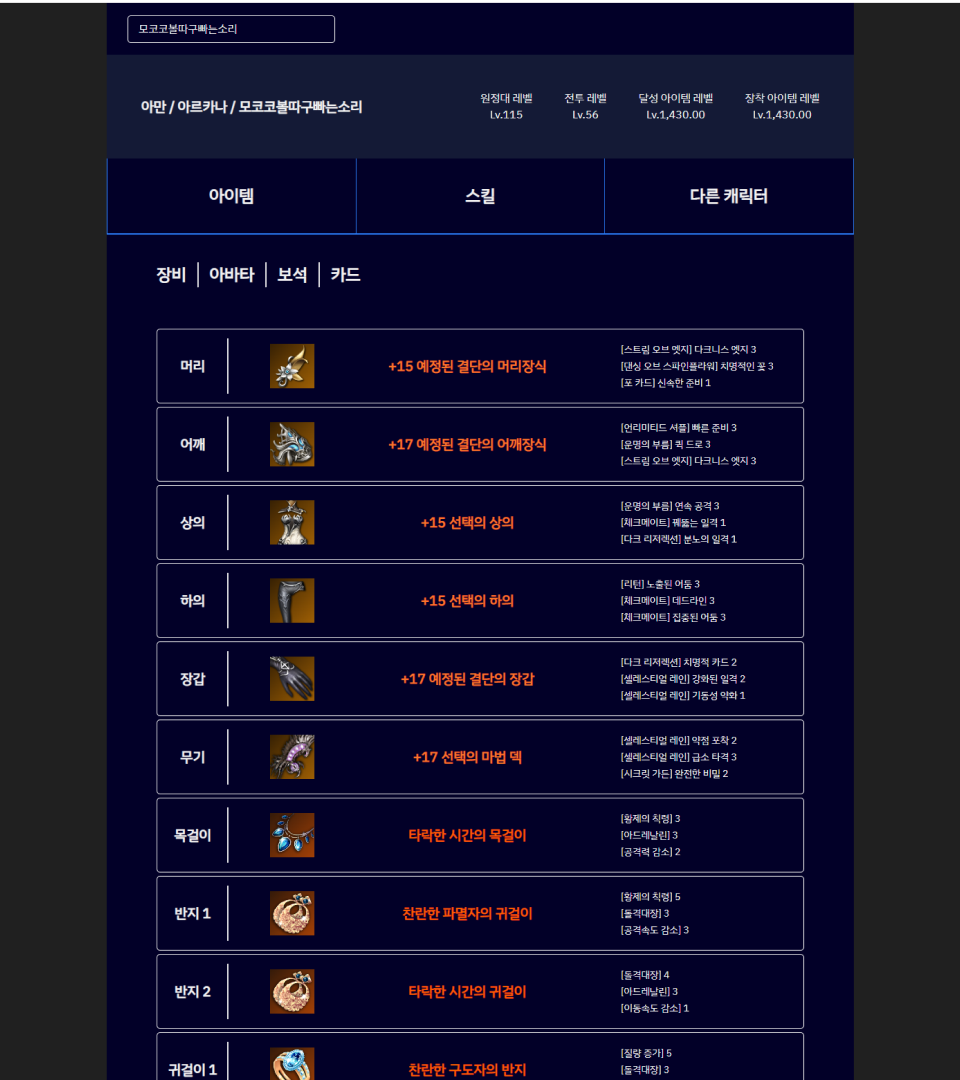 모코코볼따구빠는소리
아만 / 아르카나 / 모코코볼따구빠는소리
원정대 레벨 전투 레벨 달성 아이템 레벨 장착 아이템 레벨
Lv.115 Lv.56 Lv.1,430.00 Lv.1,430.00
아이템 스킬 다른 캐릭터
장비 아바타 보석 카드
머리
+15 예정된 결단의 머리장식
[스트림 오브 엣지] 다크니스 엣지 3
[댄싱 오브 스파인플라워] 치명적인 꽃 3
[포 카드] 신속한 준비 1
어깨
+17 예정된 결단의 어깨장식
[언리미티드 셔플] 빠른 준비 3
[운명의 부름] 퀵 드로 3
[스트림 오브 엣지] 다크니스 엣지 3
상의
+15 선택의 상의
[운명의 부름] 연속 공격 3
[체크메이트] 꿰뚫는 일격 1
[다크 리저렉션] 분노의 일격 1
하의
+15 선택의 하의
[리턴] 노출된 어둠 3
[체크메이트] 데드라인 3
[체크메이트] 집중된 어둠 3
장갑
+17 예정된 결단의 장갑
[다크 리저렉션] 치명적 카드 2
[셀레스티얼 레인] 강화된 일격 2
[셀레스티얼 레인] 기동성 약화 1
무기
+17 선택의 마법 덱
[셀레스티얼 레인] 약점 포착 2
[셀레스티얼 레인] 급소 타격 3
[시크릿 가든] 완전한 비밀 2
목걸이
타락한 시간의 목걸이
[황제의 칙령] 3
[아드레날린] 3
[공격력 감소] 2
반지 1
찬란한 파멸자의 귀걸이
[황제의 칙령] 5
[돌격대장] 3
[공격속도 감소] 3
반지 2
타락한 시간의 귀걸이
[돌격대장] 4
[아드레날린] 3
[이동속도 감소] 1
귀걸이 1
찬란한 구도자의 반지
[질량 증가] 5
[돌격대장] 3